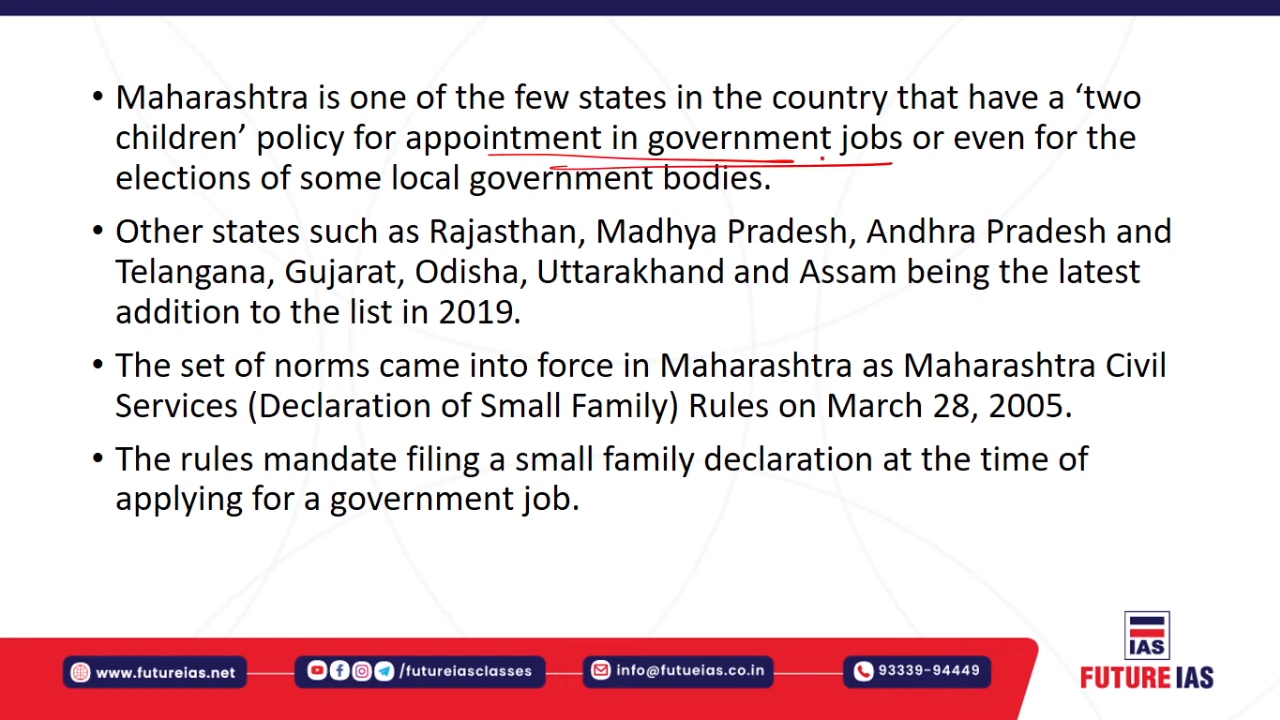 • Maharashtra is one of the few states in the country that have a ‘two
children’ policy for appointment in government jobs or even for the
elections of some local government bodies.
• Other states such as Rajasthan, Madhya Pradesh, Andhra Pradesh and
Telangana, Gujarat, Odisha, Uttarakhand and Assam being the latest
addition to the list in 2019.
• The set of norms came into force in Maharashtra as Maharashtra Civil
Services (Declaration of Small Family) Rules on March 28, 2005.
• The rules mandate filing a small family declaration at the time of
applying for a government job.
IAS
FUTURE IAS
www.futureias.net
/futureiasclasses
info@futueias.co.in
93339-94449